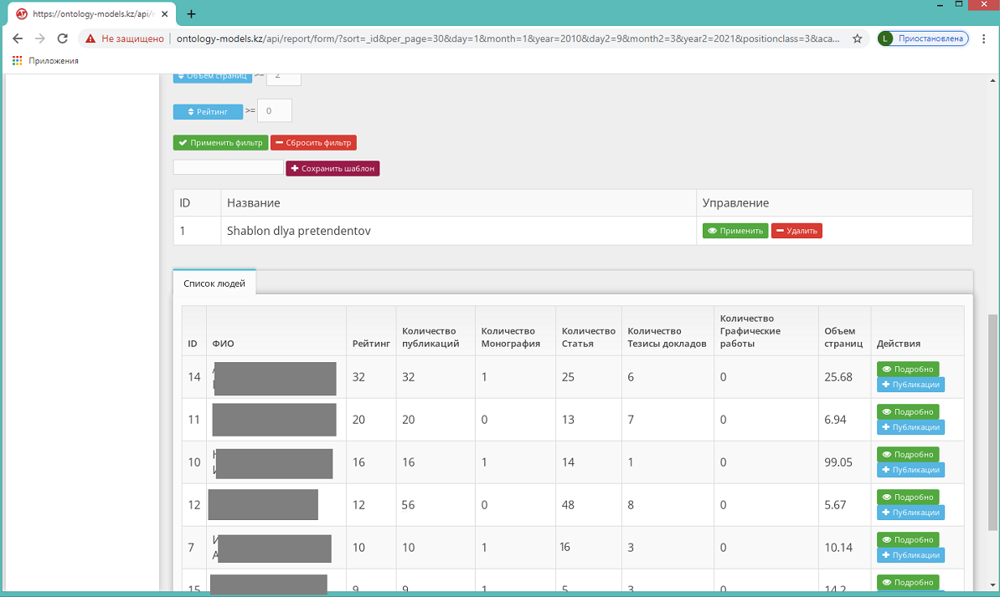 https://ontology-models.kz/api/r
Не защищено
ontology-models.kz/api/report/form/?sort=_id&per_page=30&day=1&month=1&year=2010&day2=9&month2=3&year2=2021&positionclass=3&aca...
L Приостановлена
Приложения
Объем страниц >= 2
Рейтинг >= 0
Применить фильтр Сбросить фильтр
Сохранить шаблон
ID Название Управление
1 Shablon dlya pretendentov Применить Удалить
Список людей
ID ФИО Рейтинг Количество публикаций Количество Монография Количество Статья Количество Тезисы докладов Количество Графические работы Объем страниц Действия
14 32 32 1 25 6 0 25.68 Подробно
Публикации
11 20 20 0 13 7 0 6.94 Подробно
Публикации
10 16 16 1 14 1 0 99.05 Подробно
Публикации
12 12 56 0 48 8 0 5.67 Подробно
Публикации
7 10 10 1 16 3 0 10.14 Подробно
Публикации
15 9 9 1 5 3 0 14.2 Подробно